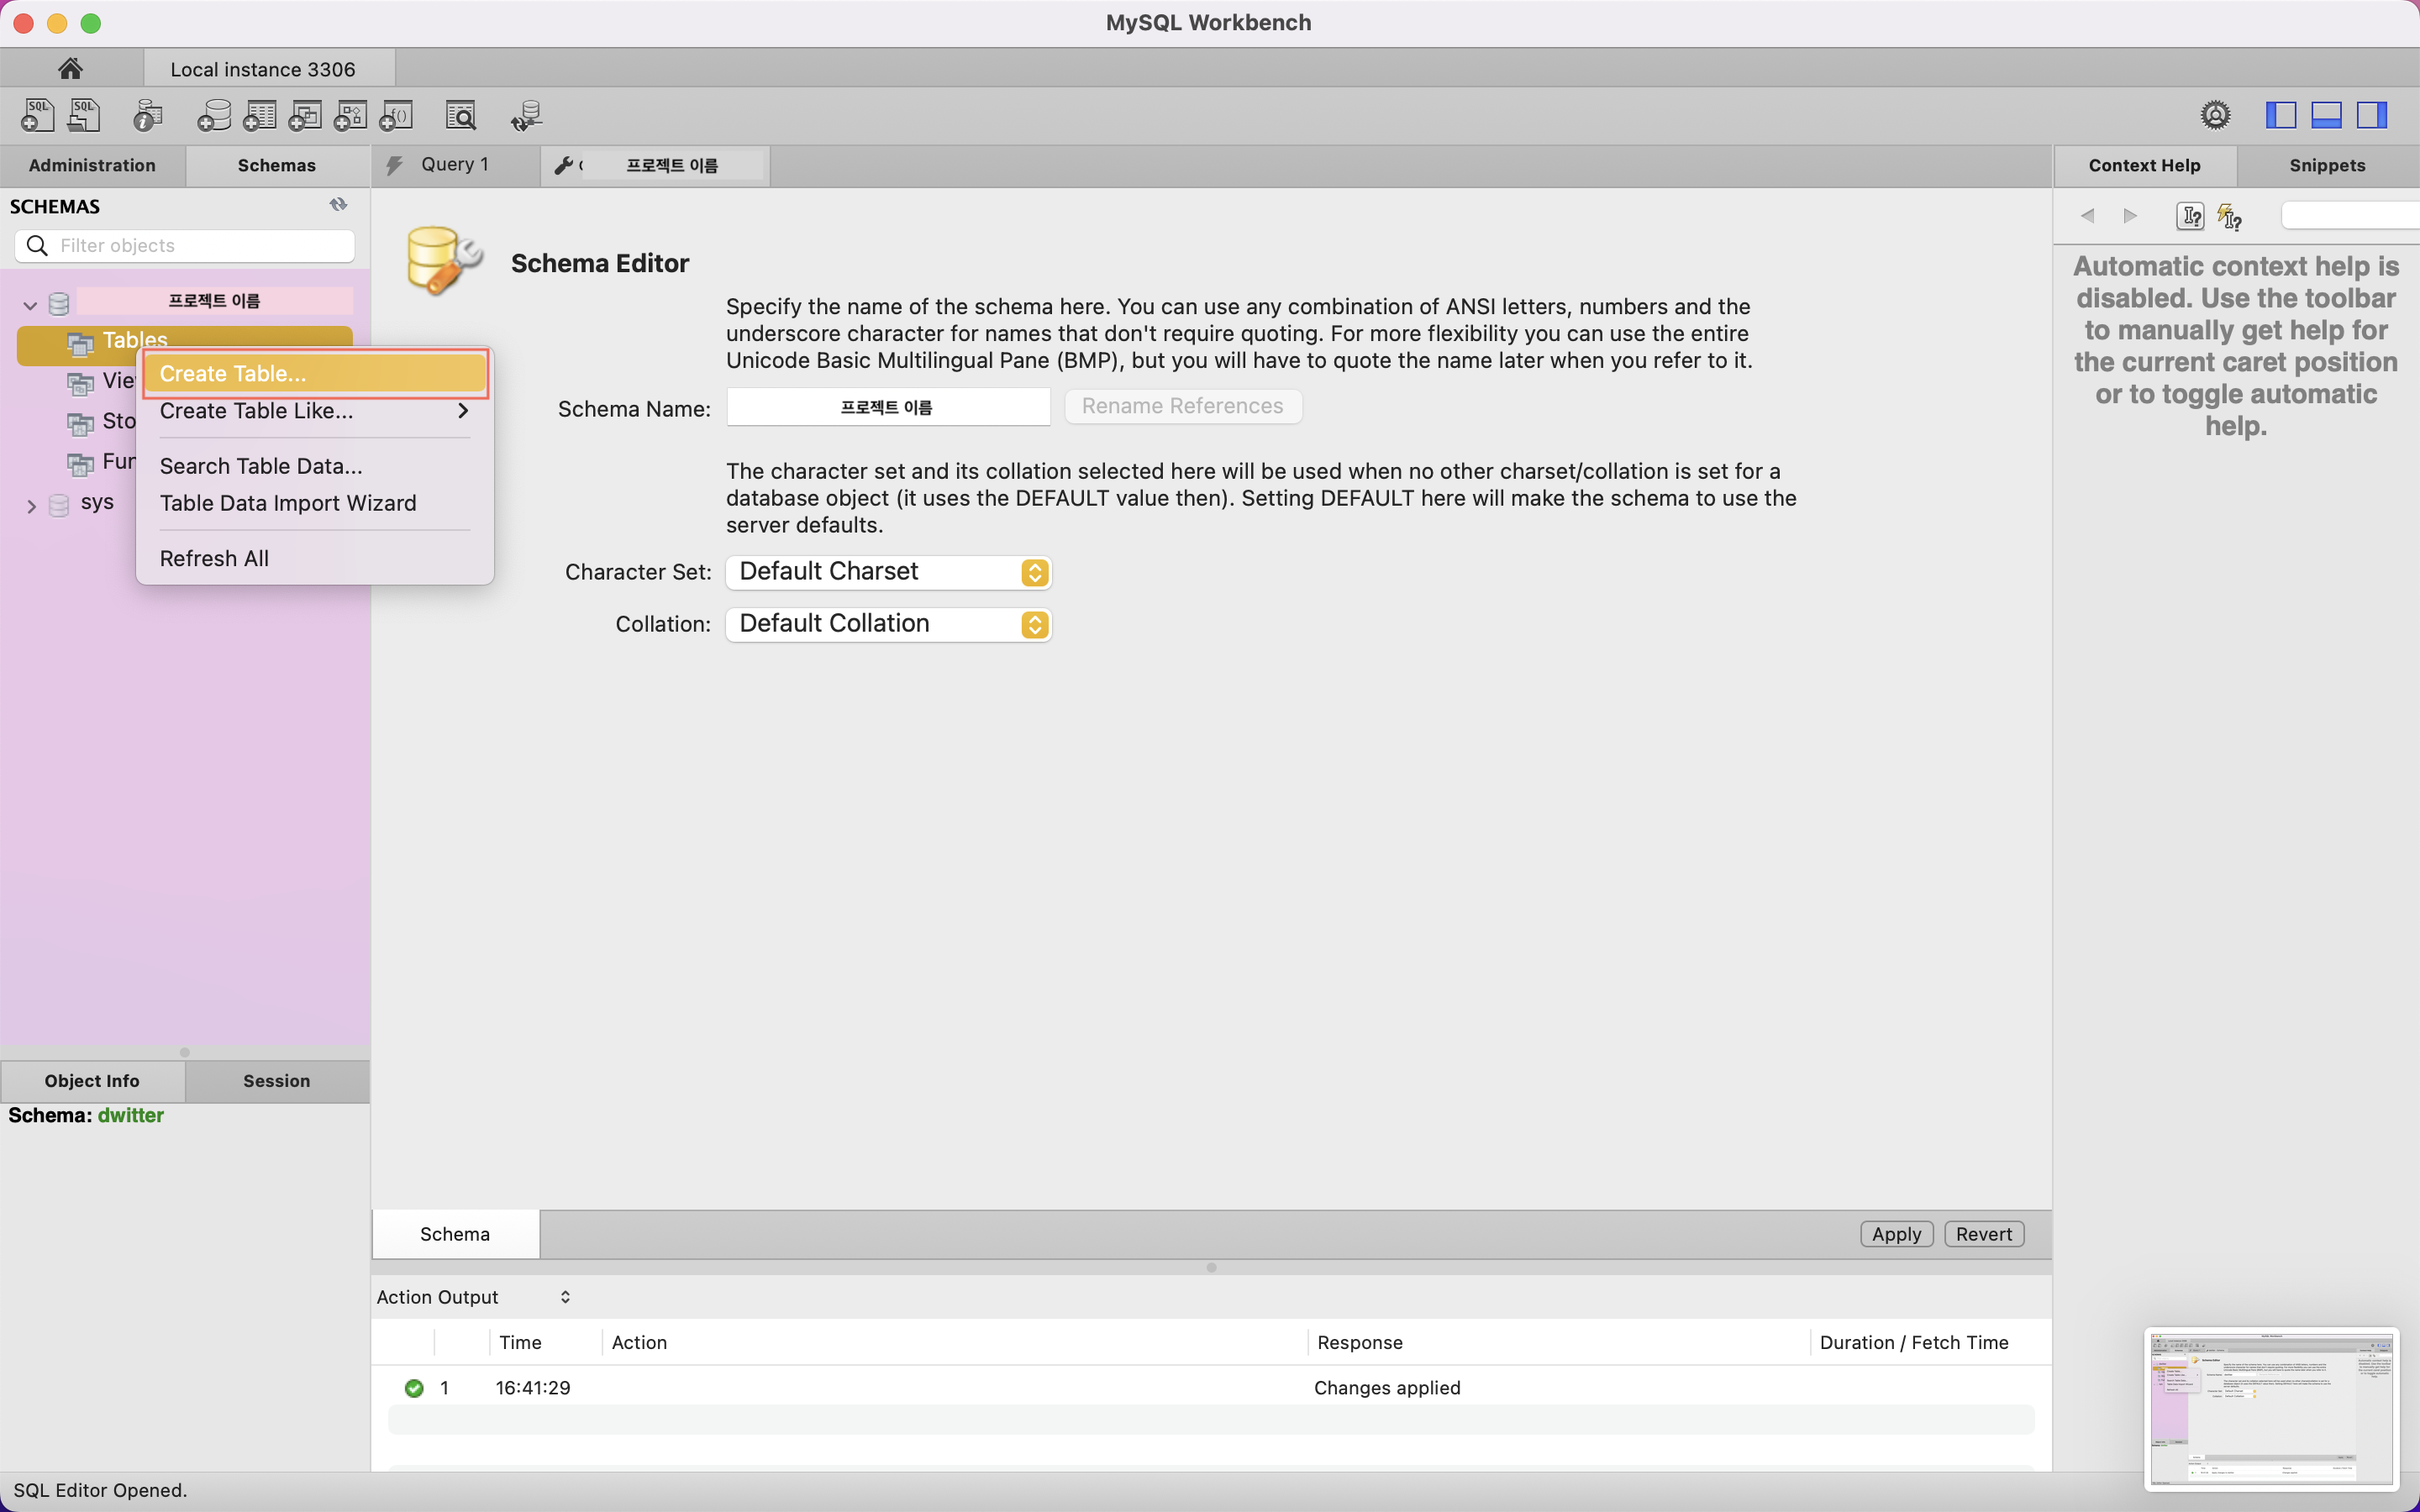 MySQL Workbench
Local instance 3306
SQL
SQL
Administration
Schemas
Query 1
프로젝트 이름
Context Help
Snippets
SCHEMAS
Filter objects
프로젝트 이름
Tables
Create Table...
Create Table Like...
Search Table Data...
Table Data Import Wizard
Refresh All
sys
Schema Editor
Specify the name of the schema here. You can use any combination of ANSI letters, numbers and the
underscore character for names that don't require quoting. For more flexibility you can use the entire
Unicode Basic Multilingual Pane (BMP), but you will have to quote the name later when you refer to it.
Schema Name:
프로젝트 이름
Rename References
The character set and its collation selected here will be used when no other charset/collation is set for a
database object (it uses the DEFAULT value then). Setting DEFAULT here will make the schema to use the
server defaults.
Character Set:
Default Charset
Collation:
Default Collation
Automatic context help is
disabled. Use the toolbar
to manually get help for
the current caret position
or to toggle automatic
help.
Object Info
Session
Schema: dwitter
Schema
Apply
Revert
Action Output
Time
Action
Response
Duration / Fetch Time
1
16:41:29
Changes applied
SQL Editor Opened.